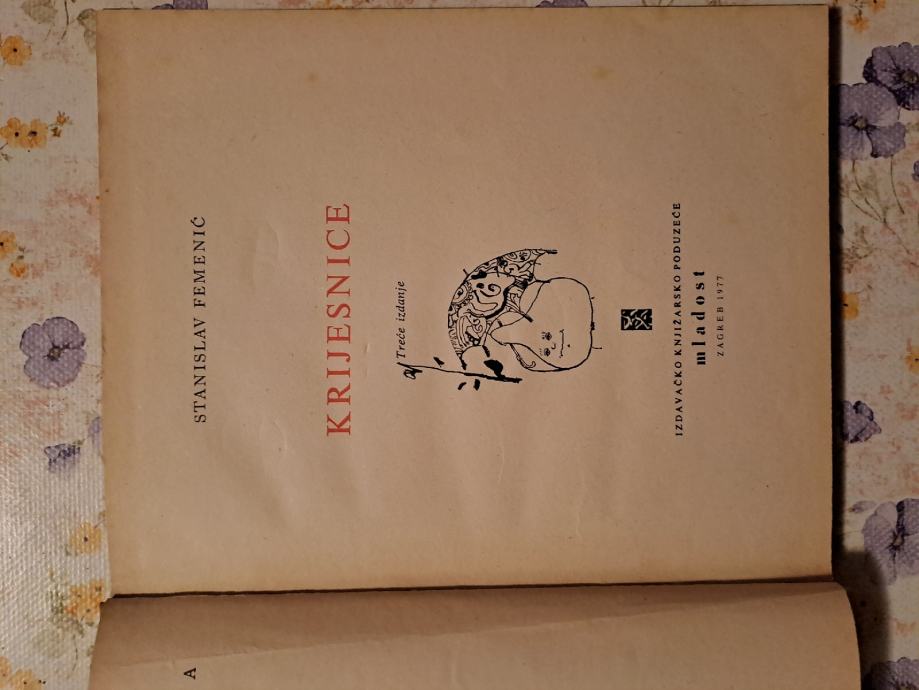 STANISLAV FEMENIĆ
KRIJESNICE
Treće izdanje
IZDAVAČKO KNJIŽARSKO PODUZEĆE
mladost
ZAGREB 1977
A